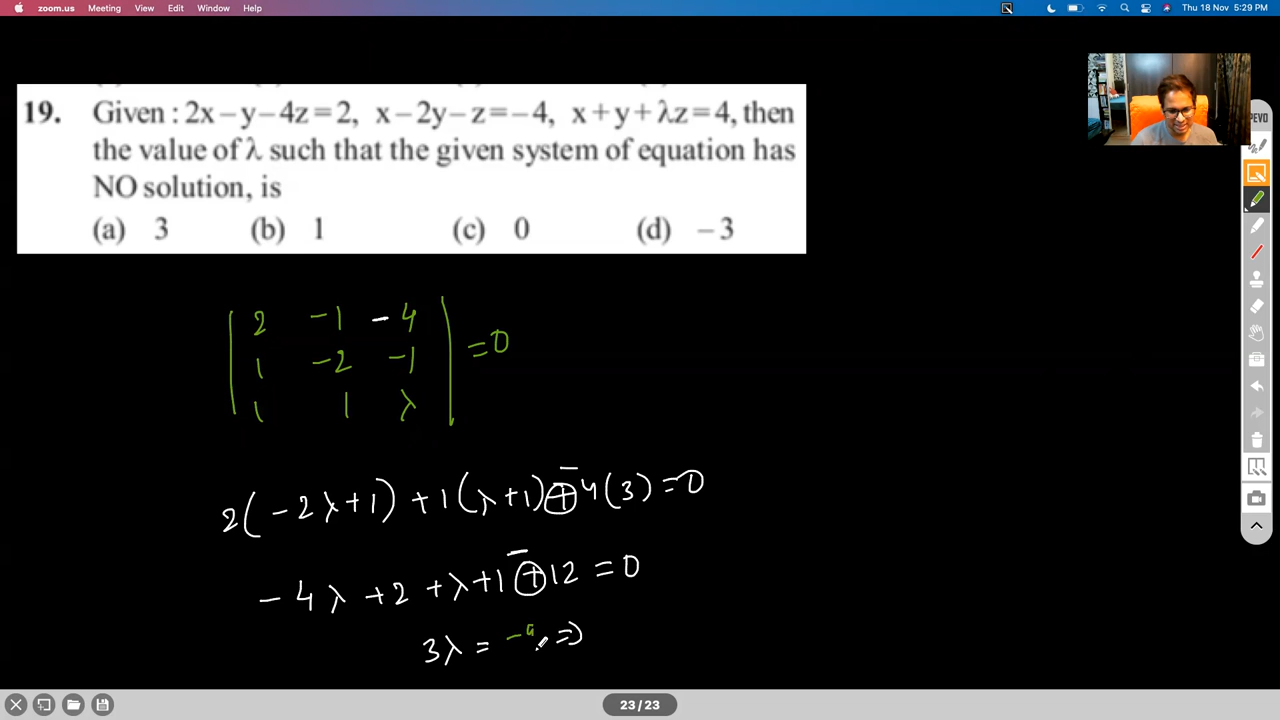 zoom.us Meeting View Edit Window Help Thu 18 Nov 5:29 PM
19. Given : 2x – y – 4z = 2, x – 2y – z = – 4, x + y + λz = 4, then
the value of λ such that the given system of equation has
NO solution, is
(a) 3 (b) 1 (c) 0 (d) – 3
2 -1 - 4
1 -2 -1 = 0
1 1 λ
2(-2λ+1) +1(λ+1) ⊕ - 4(3) = 0
-4λ +2 +λ+1 ⊕ - 12 = 0
3λ = -9 =>
23 / 23